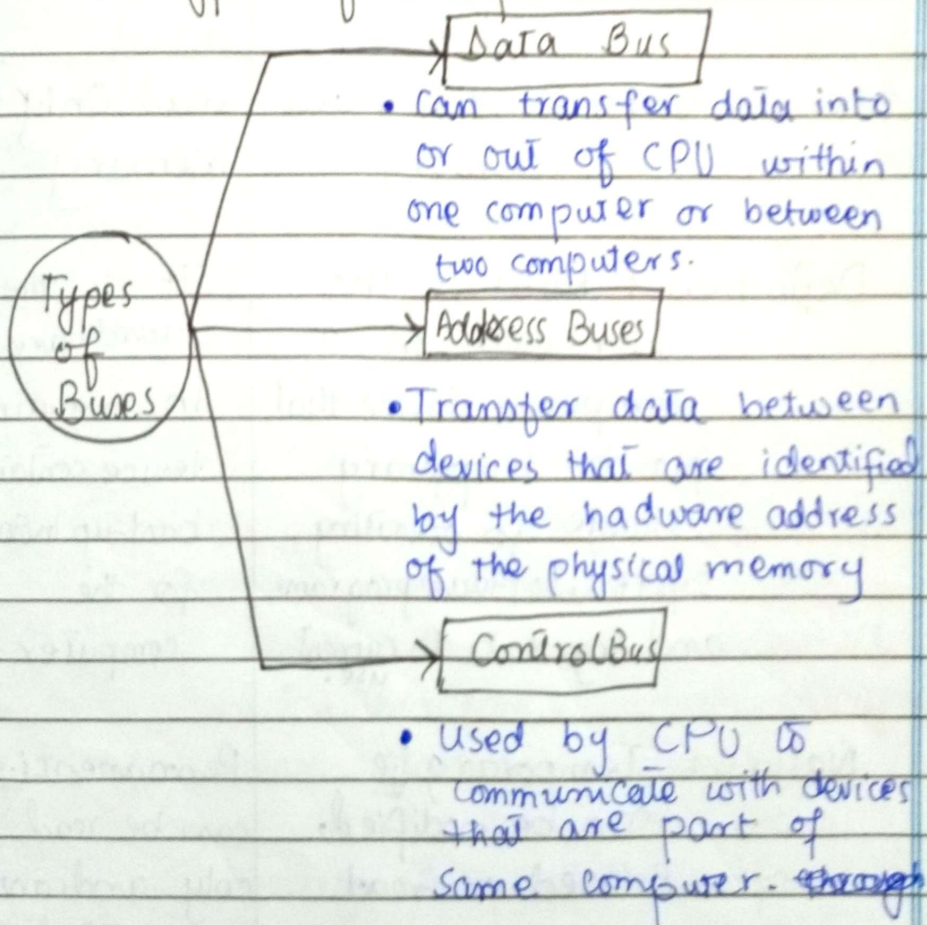 Data Bus
• Can transfer data into
or out of CPU within
one computer or between
two computers.
Types
of
Buses
Address Buses
• Transfer data between
devices that are identified
by the hadware address
of the physical memory
Control Bus
• Used by CPU to
communicate with devices
that are part of
same computer. through